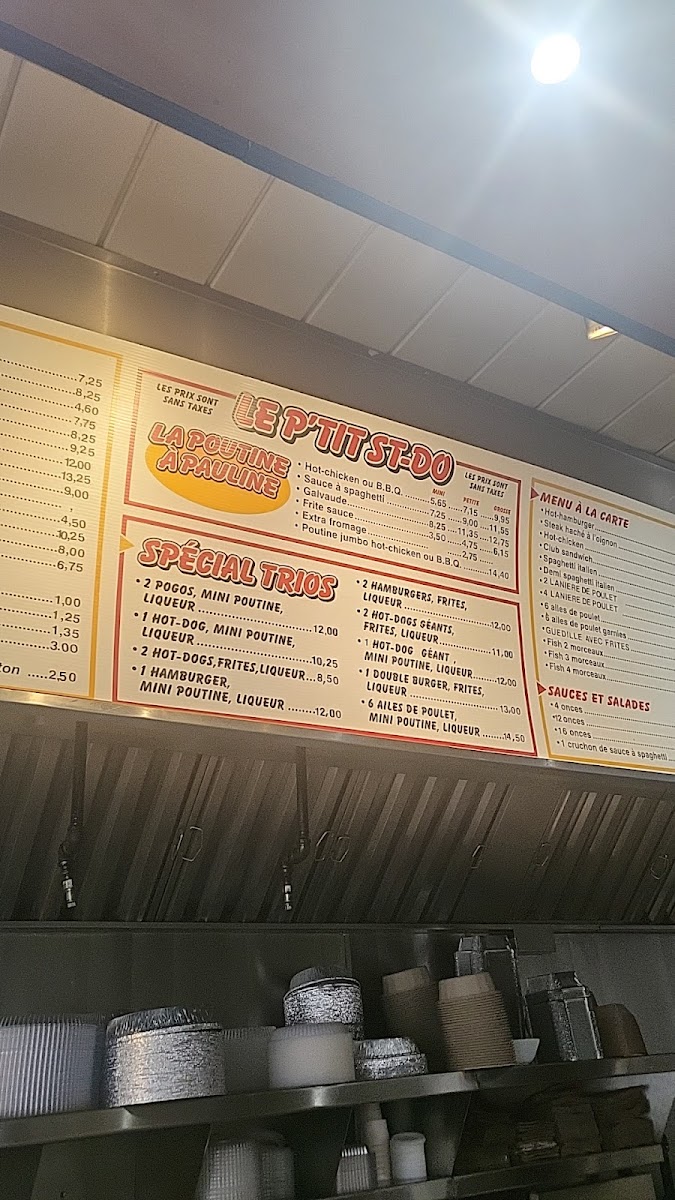 7,25
8,25
4,60
7,75
8,25
9,25
12,00
13,25
9,00
4,50
10,25
8,00
6,75
1,00
1,25
1,35
3.00
ton .....2,50
LES PRIX SONT
SANS TAXES
LE P'TIT ST-DO
LES PRIX SONT
SANS TAXES
LA POUTINE
À PAULINE
MINI PETITE GROSSE
• Hot-chicken ou B.B.Q. .......... 5,65 ....7,15 ....9,95
• Sauce à spaghetti ............ 7,25 ....9,00 ....11,55
• Galvaude ............ 8,25 ....11,35 ...12,75
• Frite sauce ............ 3,50 ....4,75 ....6,15
• Extra fromage ............ 2,75
• Poutine jumbo hot-chicken ou B.B.Q. ............14,40
SPÉCIAL TRIOS
• 2 POGOS, MINI POUTINE,
LIQUEUR ............ 12,00
• 1 HOT-DOG, MINI POUTINE,
LIQUEUR ............ 10,25
• 2 HOT-DOGS, FRITES, LIQUEUR ...8,50
• 1 HAMBURGER,
MINI POUTINE, LIQUEUR ........12,00
• 2 HAMBURGERS, FRITES,
LIQUEUR ............12,00
• 2 HOT-DOGS GÉANTS,
FRITES, LIQUEUR ............11,00
• 1 HOT-DOG GÉANT ,
MINI POUTINE, LIQUEUR........12,00
• 1 DOUBLE BURGER, FRITES,
LIQUEUR ............13,00
• 6 AILES DE POULET,
MINI POUTINE, LIQUEUR .......14,50
MENU À LA CARTE
• Hot-hamburger
• Steak haché à l'oignon
• Hot-chicken
• Club sandwich
• Spaghetti italien
• Demi spaghetti italien
• 2 LANIERE DE POULET
• 4 LANIERE DE POULET
• 6 ailes de poulet
• 6 ailes de poulet garnies
• GUEDILLE AVEC FRITES
• Fish 2 morceaux
• Fish 3 morceaux
• Fish 4 morceaux
SAUCES ET SALADES
• 4 onces
• 12 onces
• 16 onces
• 1 cruchon de sauce à spaghetti